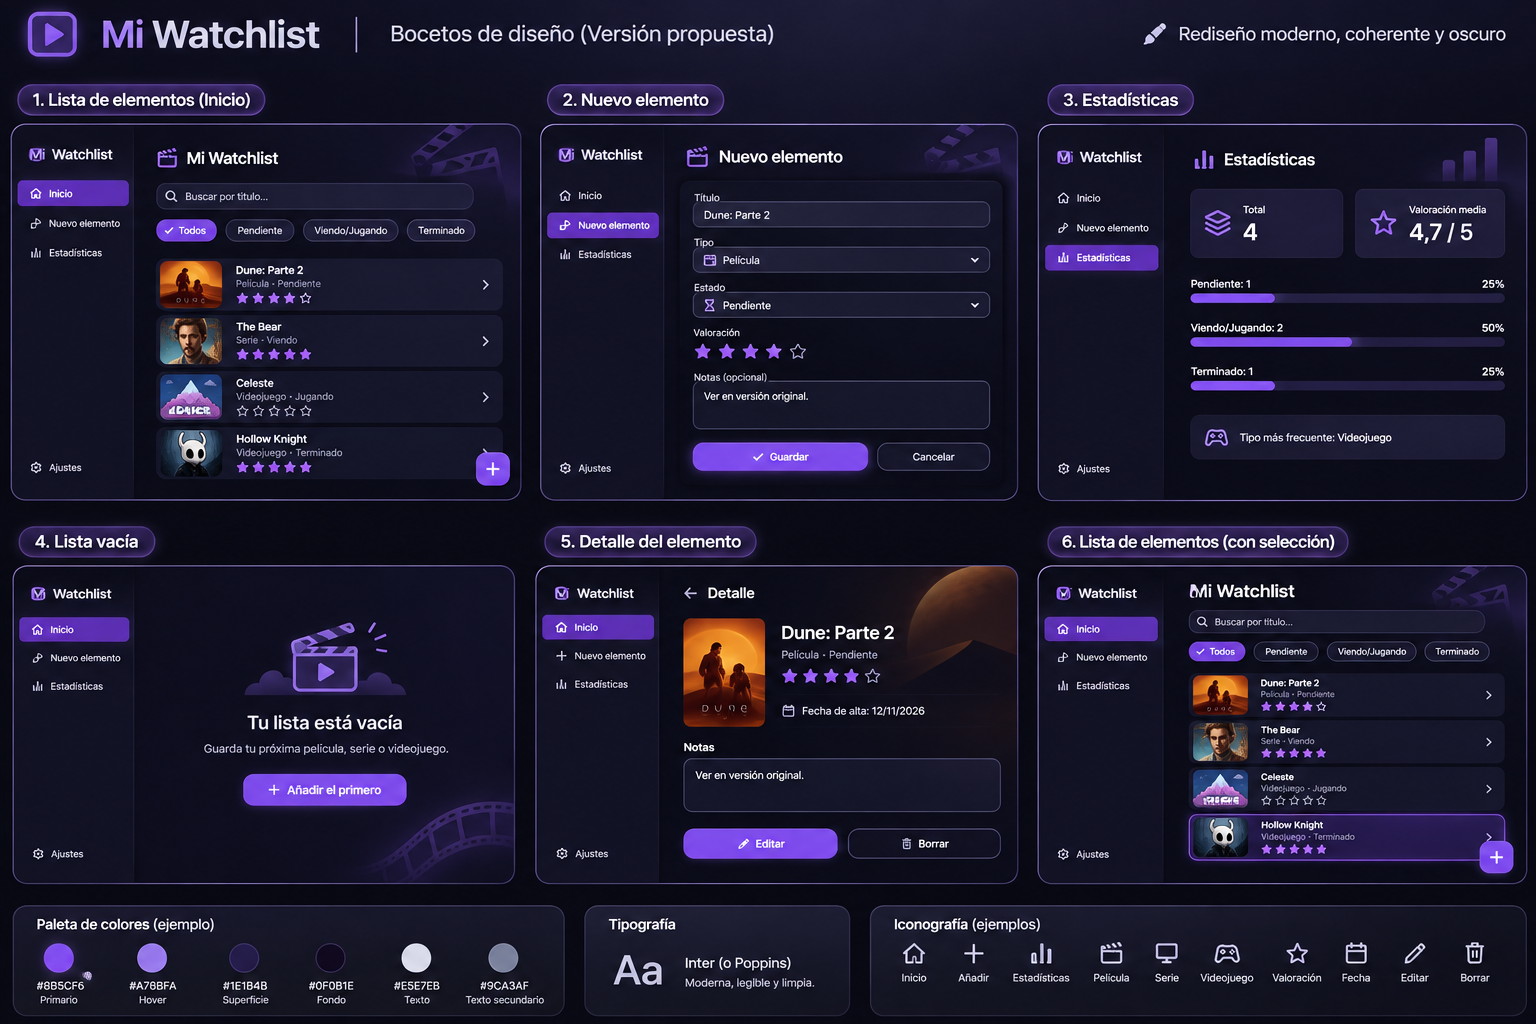 Mi Watchlist
Bocetos de diseño (Versión propuesta)
Rediseño moderno, coherente y oscuro
1. Lista de elementos (Inicio)
Mi Watchlist
Inicio
Nuevo elemento
Estadísticas
Ajustes
Mi Watchlist
Buscar por título...
Todos
Pendiente
Viendo/Jugando
Terminado
Dune: Parte 2
Película • Pendiente
The Bear
Serie • Viendo
Celeste
Videojuego • Jugando
Hollow Knight
Videojuego • Terminado
2. Nuevo elemento
Mi Watchlist
Inicio
Nuevo elemento
Estadísticas
Ajustes
Nuevo elemento
Título
Dune: Parte 2
Tipo
Película
Estado
Pendiente
Valoración
Notas (opcional)
Ver en versión original.
Guardar
Cancelar
3. Estadísticas
Mi Watchlist
Inicio
Nuevo elemento
Estadísticas
Ajustes
Estadísticas
Total
4
Valoración media
4,7 / 5
Pendiente: 1
25%
Viendo/Jugando: 2
50%
Terminado: 1
25%
Tipo más frecuente: Videojuego
4. Lista vacía
Watchlist
Inicio
Nuevo elemento
Estadísticas
Ajustes
Tu lista está vacía
Guarda tu próxima película, serie o videojuego.
Añadir el primero
5. Detalle del elemento
Watchlist
Inicio
Nuevo elemento
Estadísticas
Ajustes
Detalle
DUNE
Dune: Parte 2
Película • Pendiente
Fecha de alta: 12/11/2026
Notas
Ver en versión original.
Editar
Borrar
6. Lista de elementos (con selección)
Watchlist
Inicio
Nuevo elemento
Estadísticas
Ajustes
Mi Watchlist
Buscar por título...
Todos
Pendiente
Viendo/Jugando
Terminado
Dune: Parte 2
Película • Pendiente
The Bear
Serie • Viendo
Celeste
Videojuego • Jugando
Hollow Knight
Videojuego • Terminado
Paleta de colores (ejemplo)
#8B5CF6
Primario
#A78BFA
Hover
#1E1B4B
Superficie
#0F0B1E
Fondo
#E5E7EB
Texto
#9CA3AF
Texto secundario
Tipografía
Aa
Inter (o Poppins)
Moderna, legible y limpia.
Iconografía (ejemplos)
Inicio
Añadir
Estadísticas
Película
Serie
Videojuego
Valoración
Fecha
Editar
Borrar